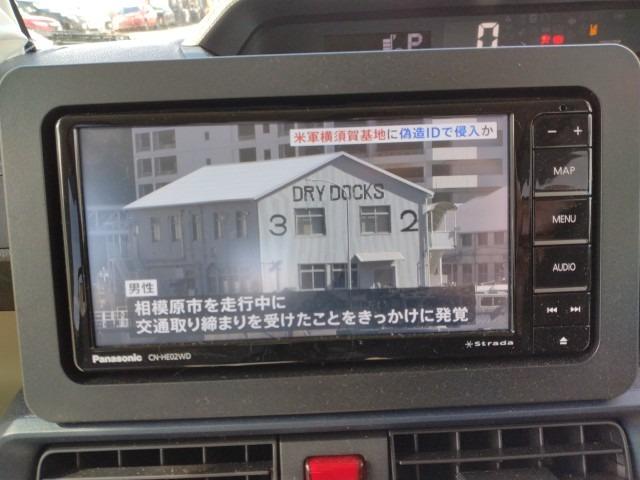 P 0
米軍横須賀基地に偽造IDで侵入か
DRY DOCKS
3 2
男性
相模原市を走行中に
交通取り締まりを受けたことをきっかけに発覚
− +
MAP
MENU
AUDIO
Panasonic CN-HE02WD
Strada